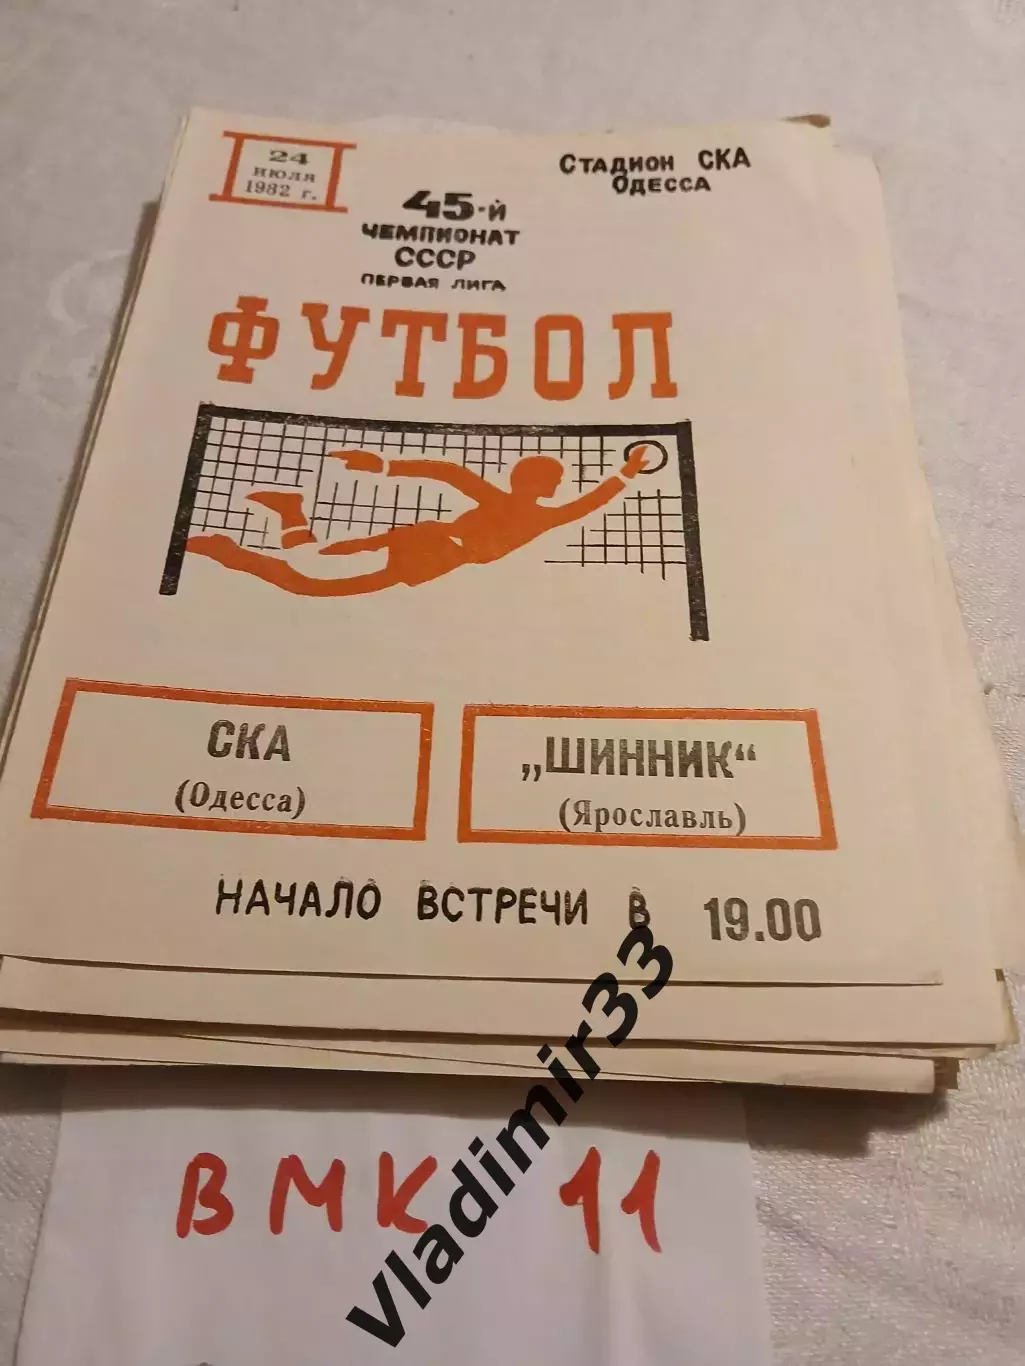 24
июля
1982 г.
Стадион СКА
Одесса
45-й
чемпионат
СССР
первая лига
ФУТБОЛ
СКА
(Одесса)
„ШИННИК“
(Ярославль)
НАЧАЛО ВСТРЕЧИ В 19.00
ВМК 11
vladimir33